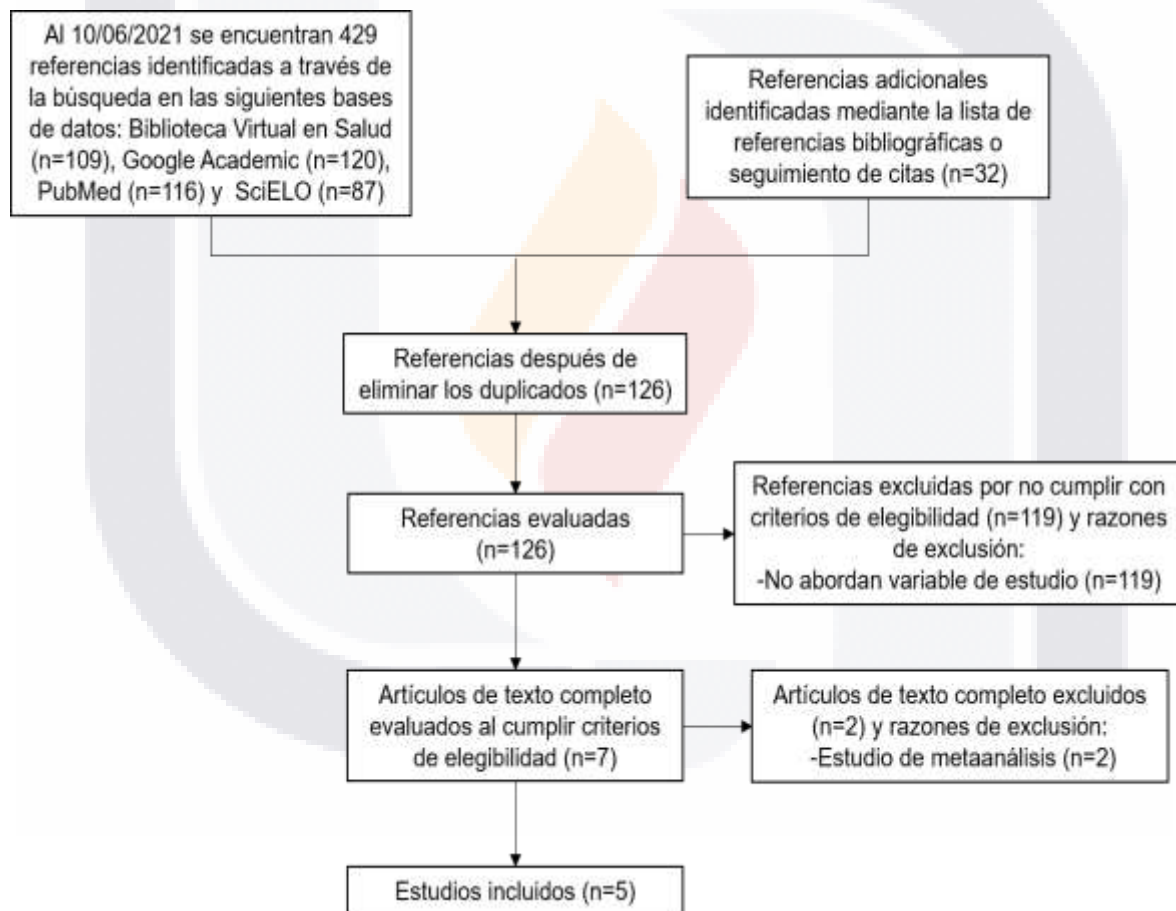 Al 10/06/2021 se encuentran 429
referencias identificadas a través de
la búsqueda en las siguientes bases
de datos: Biblioteca Virtual en Salud
(n=109), Google Academic (n=120),
PubMed (n=116) y SciELO (n=87)
Referencias adicionales
identificadas mediante la lista de
referencias bibliográficas o
seguimiento de citas (n=32)
Referencias después de
eliminar los duplicados (n=126)
Referencias evaluadas
(n=126)
Referencias excluidas por no cumplir con
criterios de elegibilidad (n=119) y razones
de exclusión:
-No abordan variable de estudio (n=119)
Artículos de texto completo
evaluados al cumplir criterios
de elegibilidad (n=7)
Artículos de texto completo excluidos
(n=2) y razones de exclusión:
-Estudio de metaanálisis (n=2)
Estudios incluidos (n=5)